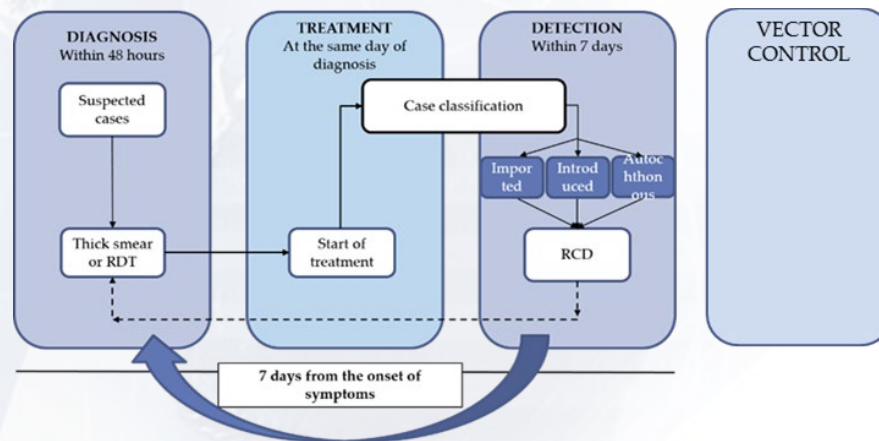 DIAGNOSIS
Within 48 hours
Suspected
cases
Thick smear
or RDT
TREATMENT
At the same day of
diagnosis
Case classification
Start of
treatment
DETECTION
Within 7 days
Impor
ted
Introd
uced
Autoc
hthon
ous
RCD
VECTOR
CONTROL
7 days from the onset of
symptoms